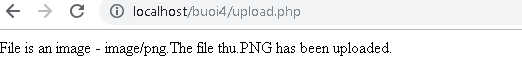 localhost/buoi4/upload.php
File is an image - image/png.The file thu.PNG has been uploaded.